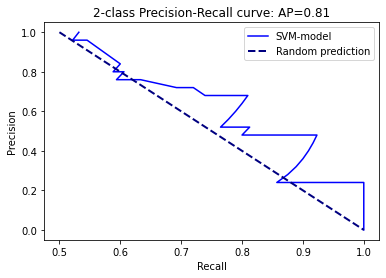 2-class Precision-Recall curve: AP=0.81
SVM-model
Random prediction
Precision
1.0
0.8
0.6
0.4
0.2
0.0
0.5 0.6 0.7 0.8 0.9 1.0
Recall